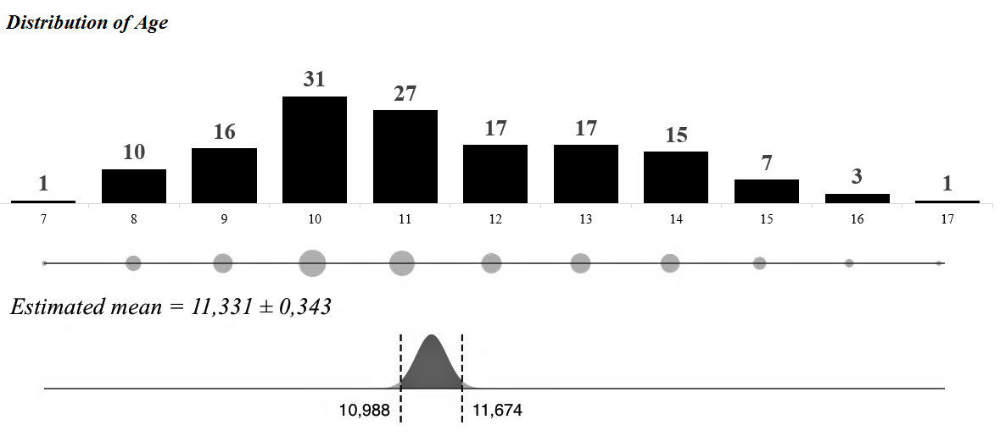 Distribution of Age
1 10 16 31 27 17 17 15 7 3 1
7 8 9 10 11 12 13 14 15 16 17
Estimated mean = 11,331 ± 0,343
10,988 11,674